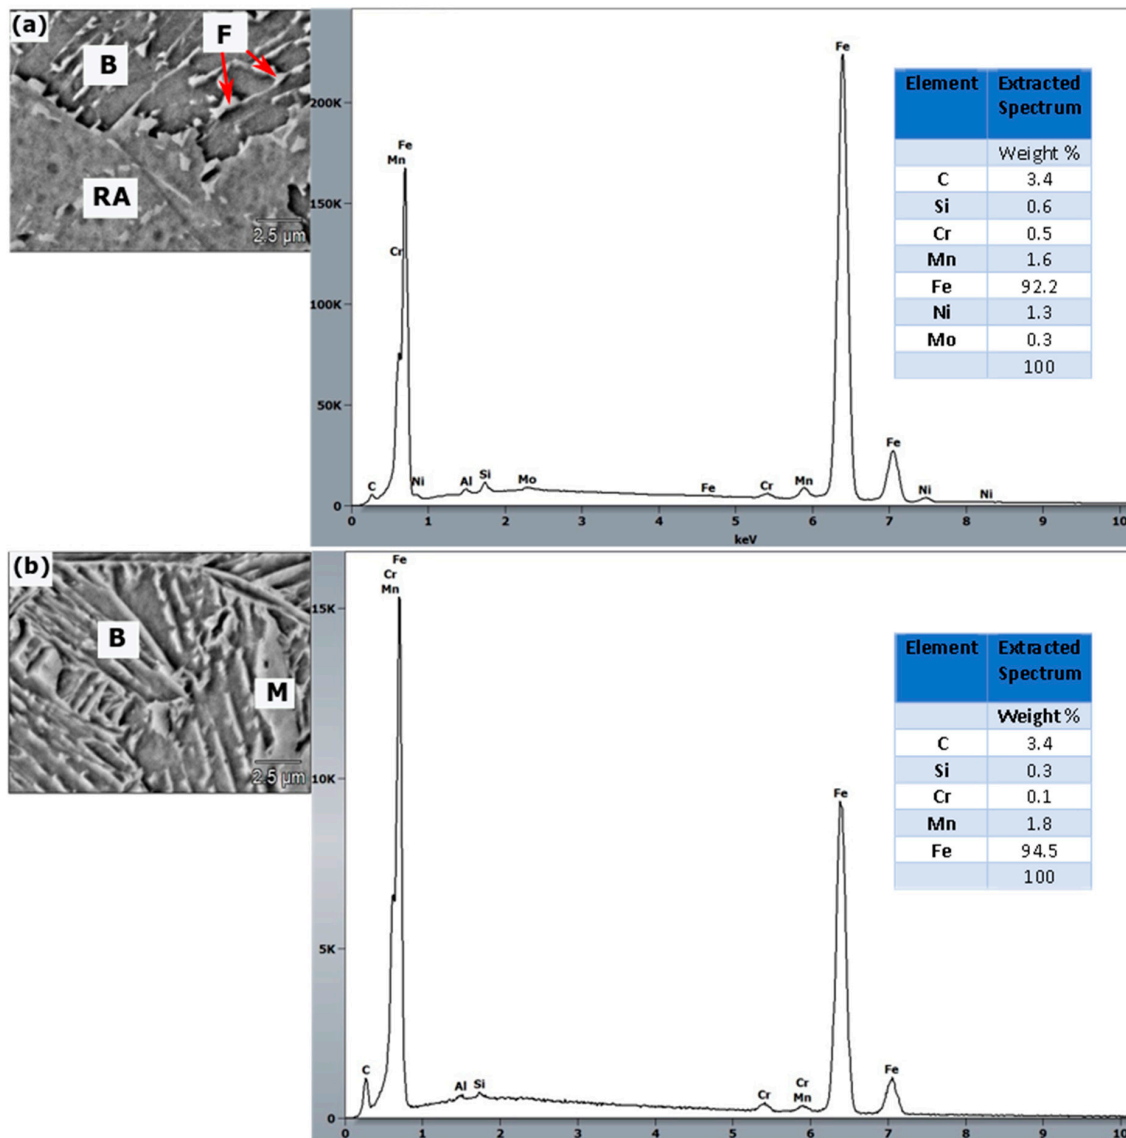 (a)
B
F
RA
2.5 µm
200K
150K
100K
50K
0
Fe
Fe
Mn
Cr
C
Ni
Al
Si
Mo
Fe
Cr
Mn
Fe
Ni
Ni
0 1 2 3 4 5 6 7 8 9 10
keV
Element Extracted Spectrum
Weight %
C 3.4
Si 0.6
Cr 0.5
Mn 1.6
Fe 92.2
Ni 1.3
Mo 0.3
100
(b)
B
M
2.5 µm
15K
10K
5K
0
Fe
Cr
Mn
Fe
C
Al
Si
Cr
Cr
Mn
Fe
0 1 2 3 4 5 6 7 8 9 10
Element Extracted Spectrum
Weight %
C 3.4
Si 0.3
Cr 0.1
Mn 1.8
Fe 94.5
100